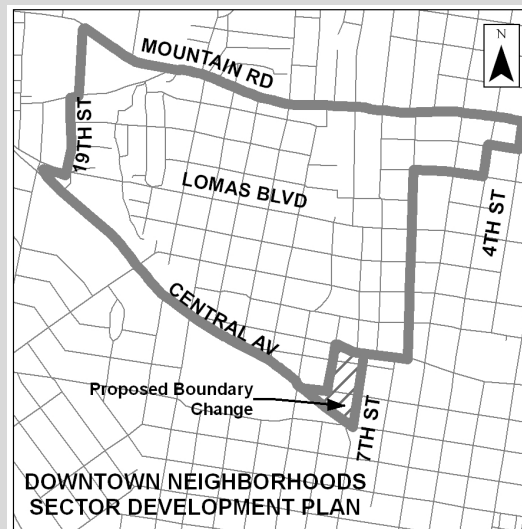 N
MOUNTAIN RD
19TH ST
LOMAS BLVD
4TH ST
CENTRAL AV
Proposed Boundary
Change
7TH ST
DOWNTOWN NEIGHBORHOODS
SECTOR DEVELOPMENT PLAN